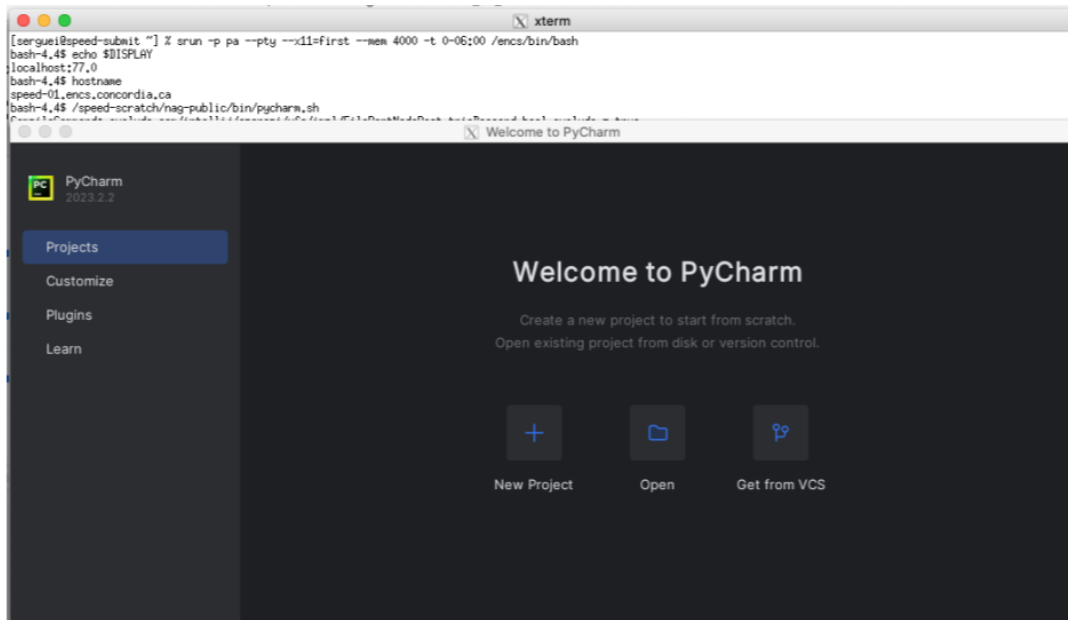 xterm
[serguei@speed-submit ~] % srun -p pa --pty --x11=first --mem 4000 -t 0-06:00 /encs/bin/bash
bash-4.4$ echo $DISPLAY
localhost:77.0
bash-4.4$ hostname
speed-01.encs.concordia.ca
bash-4.4$ /speed-scratch/nag-public/bin/pycharm.sh
Welcome to PyCharm
PC
PyCharm
2023.2.2
Projects
Customize
Plugins
Learn
Welcome to PyCharm
Create a new project to start from scratch.
Open existing project from disk or version control.
New Project
Open
Get from VCS